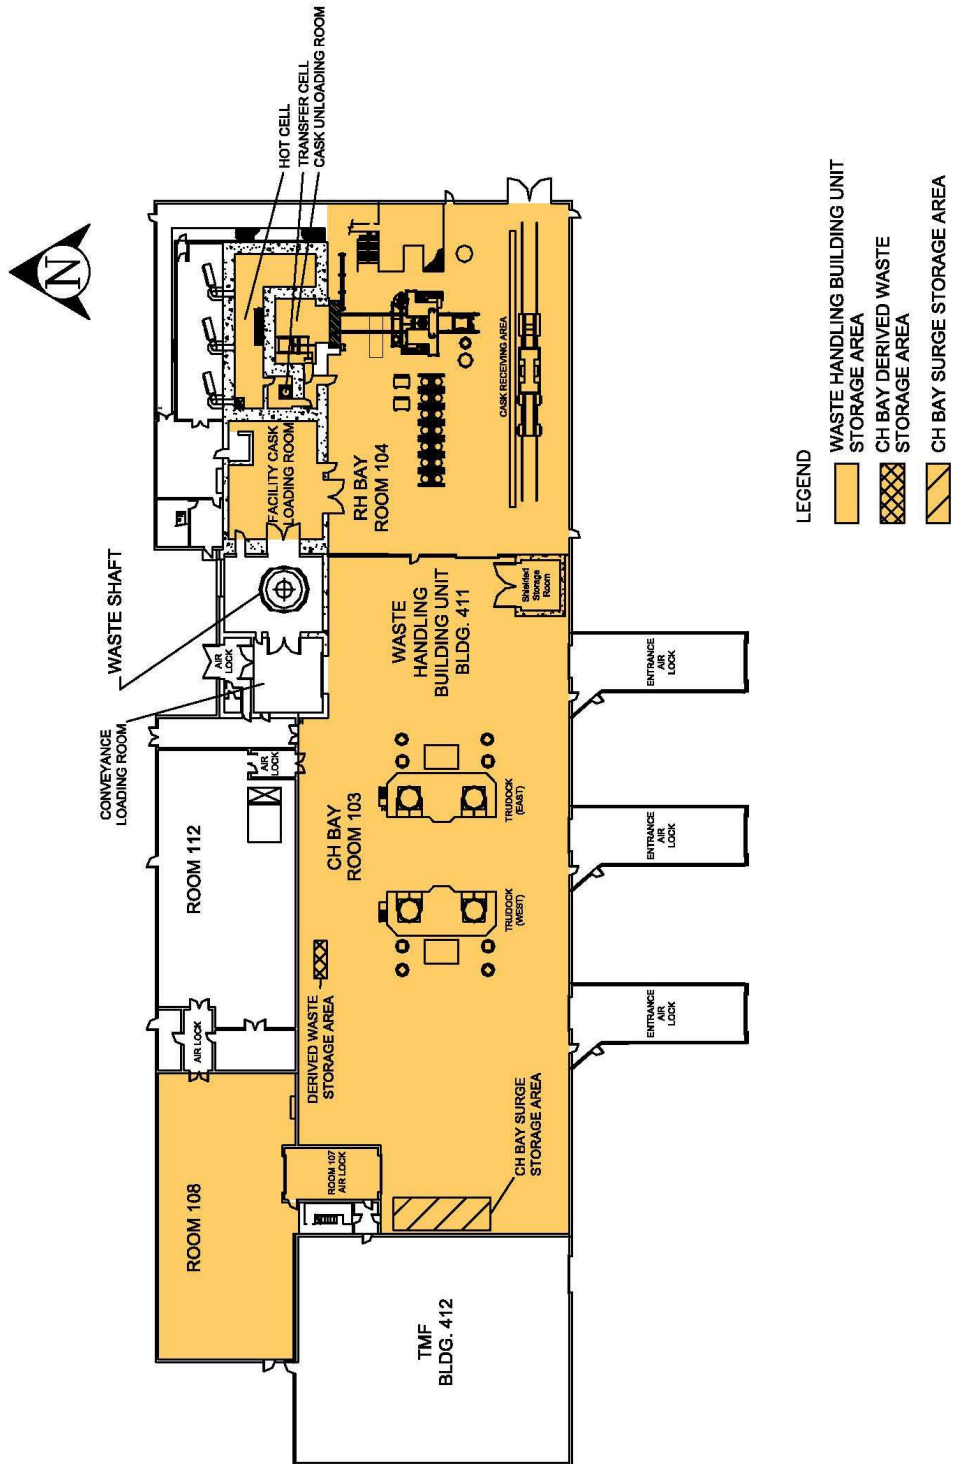 N
HOT CELL
TRANSFER CELL
CASK UNLOADING ROOM
WASTE SHAFT
CONVEYANCE
LOADING ROOM
AIR
LOCK
FACILITY CASK
LOADING ROOM
RH BAY
ROOM 104
CASK RECEIVING AREA
ROOM 112
AIR
LOCK
AIR LOCK
WASTE
HANDLING
BUILDING UNIT
BLDG. 411
Shielded
Storage
Room
CH BAY
ROOM 103
TRUDOCK
(EAST)
TRUDOCK
(WEST)
DERIVED WASTE
STORAGE AREA
CH BAY SURGE
STORAGE AREA
ROOM 107
AIR LOCK
ROOM 108
TMF
BLDG. 412
ENTRANCE
AIR
LOCK
ENTRANCE
AIR
LOCK
ENTRANCE
AIR
LOCK
LEGEND
WASTE HANDLING BUILDING UNIT
STORAGE AREA
CH BAY DERIVED WASTE
STORAGE AREA
CH BAY SURGE STORAGE AREA